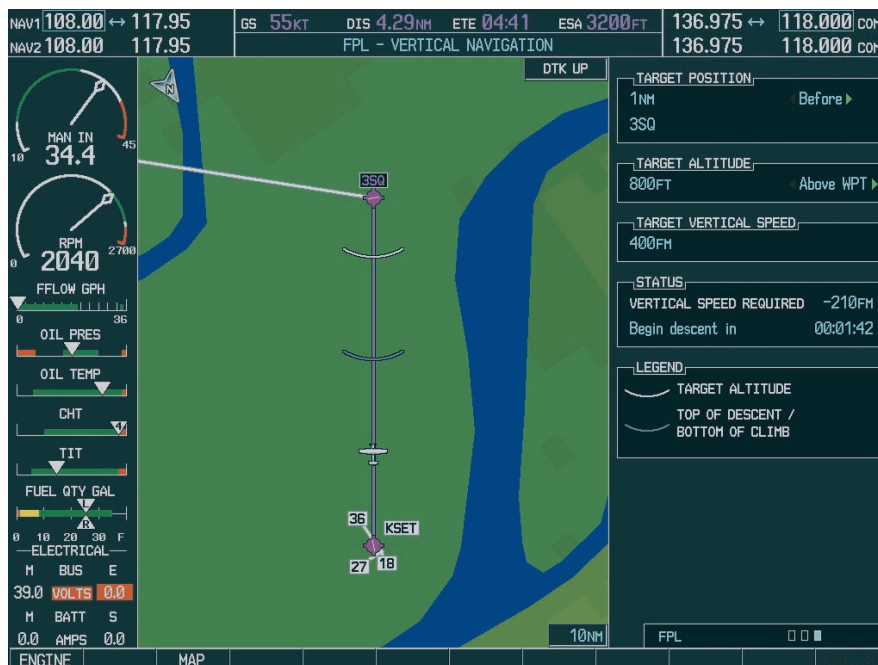 NAV1 108.00 ↔ 117.95
NAV2 108.00 117.95
GS 55KT DIS 4.29NM ETE 04:41 ESA 3200FT
FPL – VERTICAL NAVIGATION
136.975 ↔ 118.000 COM
136.975 118.000 COM
MAN IN
34.4
10 45
RPM
2040
0 2700
FFLOW GPH
0 36
OIL PRES
OIL TEMP
CHT
4
TIT
FUEL QTY GAL
L
R
0 10 20 30 F
ELECTRICAL
M BUS E
39.0 VOLTS 0.0
M BATT S
0.0 AMPS 0.0
DTK UP
N
3SQ
36
KSET
27 18
10NM
TARGET POSITION
1NM Before
3SQ
TARGET ALTITUDE
800FT Above WPT
TARGET VERTICAL SPEED
400FM
STATUS
VERTICAL SPEED REQUIRED -210FM
Begin descent in 00:01:42
LEGEND
TARGET ALTITUDE
TOP OF DESCENT /
BOTTOM OF CLIMB
FPL
ENGINE MAP